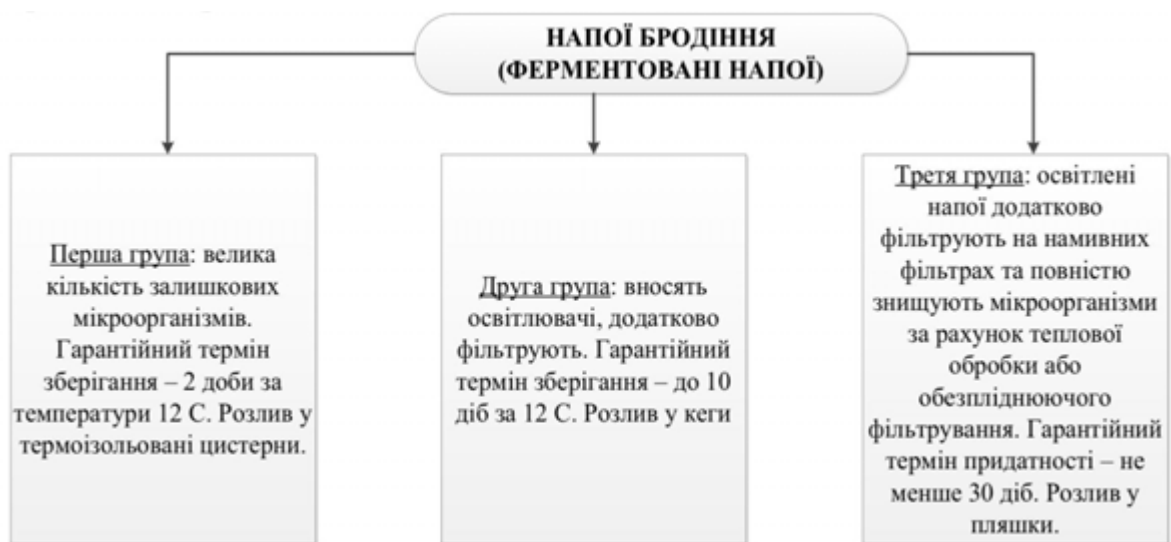 НАПОЇ БРОДІННЯ
(ФЕРМЕНТОВАНІ НАПОЇ)
Перша група: велика
кількість залишкових
мікроорганізмів.
Гарантійний термін
зберігання – 2 доби за
температури 12 С. Розлив у
термоізольовані цистерни.
Друга група: вносять
освітлювачі, додатково
фільтрують. Гарантійний
термін зберігання – до 10
діб за 12 С. Розлив у кеги
Третя група: освітлені
напої додатково
фільтрують на намивних
фільтрах та повністю
знищують мікроорганізми
за рахунок теплової
обробки або
обезпліднюючого
фільтрування. Гарантійний
термін придатності – не
менше 30 діб. Розлив у
пляшки.